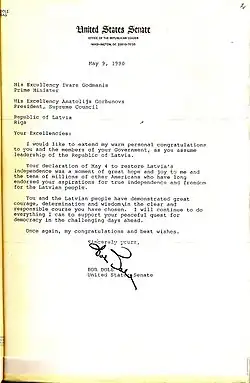 United States Senate
OFFICE OF THE REPUBLICAN LEADER
WASHINGTON, DC 20510-7010
May 9, 1990
His Excellency Ivars Godmanis
Prime Minister
His Excellency Anatolijs Gorbunovs
President, Supreme Council
Republic of Latvia
Riga
Your Excellencies:
I would like to extend my warm personal congratulations
to you and the members of your Government, as you assume
leadership of the Republic of Latvia.
Your declaration of May 4 to restore Latvia's
independence was a moment of great hope and joy to me and
the tens of millions of other Americans who have long
endorsed your aspirations for true independence and freedom
for the Latvian people.
You and the Latvian people have demonstrated great
courage, determination and wisdom in the clear and
responsible course you have chosen. I will continue to do
everything I can to support your peaceful quest for
democracy in the challenging days ahead.
Once again, my congratulations and best wishes.
Sincerely yours,
BOB DOLE
United States Senate